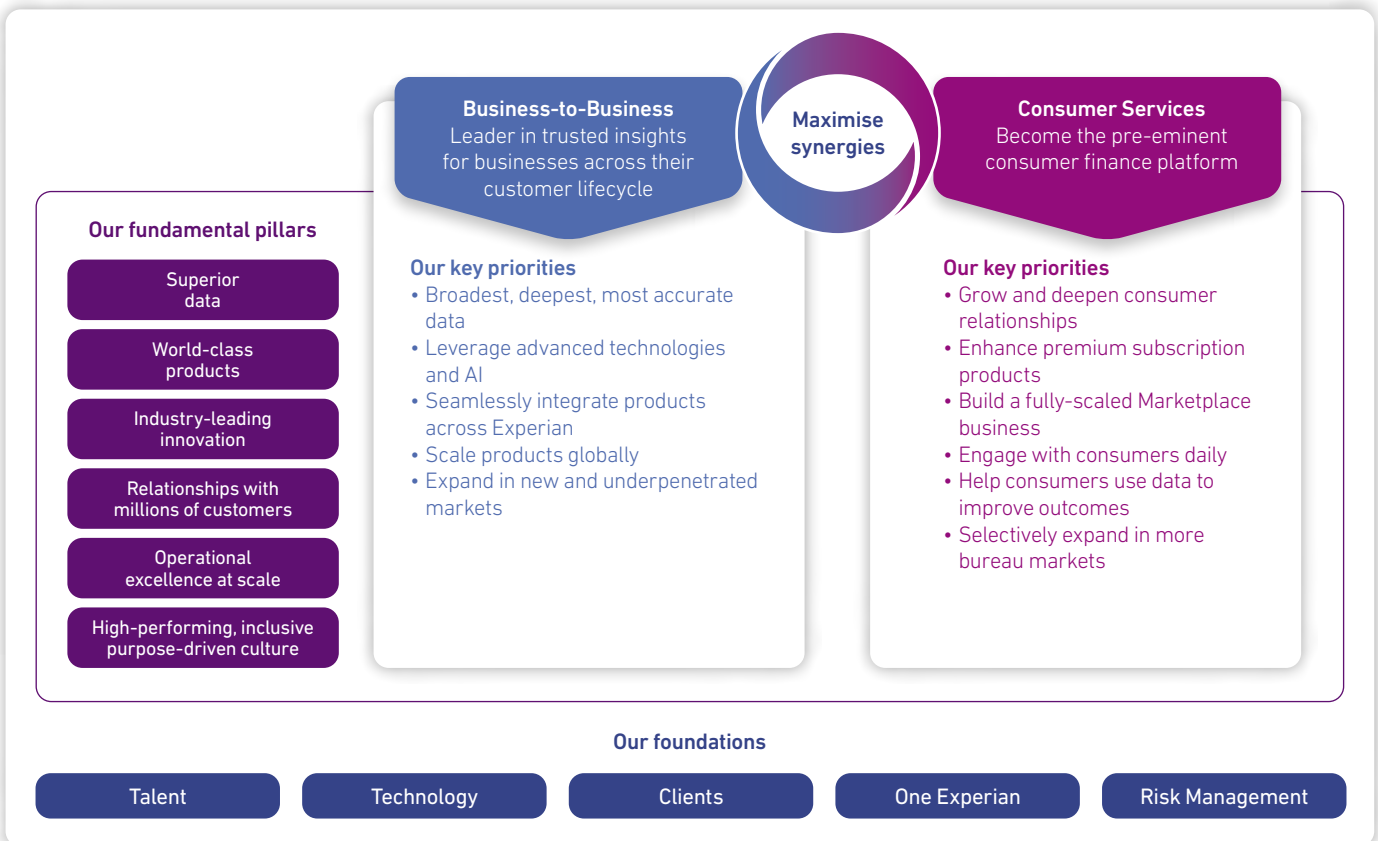 Business-to-Business
Leader in trusted insights
for businesses across their
customer lifecycle
Maximise
synergies
Consumer Services
Become the pre-eminent
consumer finance platform
Our fundamental pillars
Superior
data
World-class
products
Industry-leading
innovation
Relationships with
millions of customers
Operational
excellence at scale
High-performing, inclusive
purpose-driven culture
Our key priorities
• Broadest, deepest, most accurate
data
• Leverage advanced technologies
and AI
• Seamlessly integrate products
across Experian
• Scale products globally
• Expand in new and underpenetrated
markets
Our key priorities
• Grow and deepen consumer
relationships
• Enhance premium subscription
products
• Build a fully-scaled Marketplace
business
• Engage with consumers daily
• Help consumers use data to
improve outcomes
• Selectively expand in more
bureau markets
Our foundations
Talent
Technology
Clients
One Experian
Risk Management